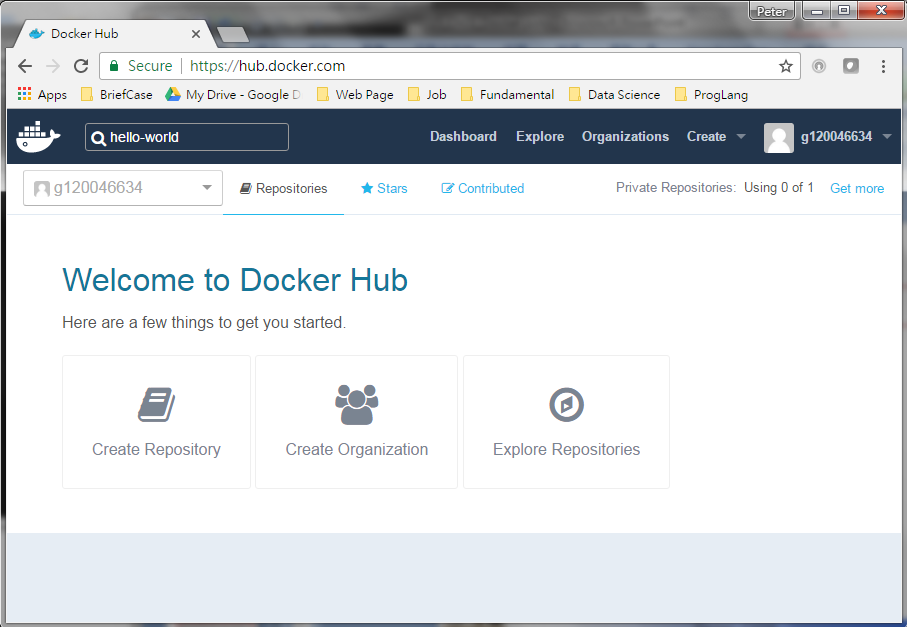 Peter
Docker Hub
Secure https://hub.docker.com
Apps BriefCase My Drive - Google D Web Page Job Fundamental Data Science ProgLang
hello-world Dashboard Explore Organizations Create g120046634
g120046634 Repositories Stars Contributed Private Repositories: Using 0 of 1 Get more
Welcome to Docker Hub
Here are a few things to get you started.
Create Repository Create Organization Explore Repositories